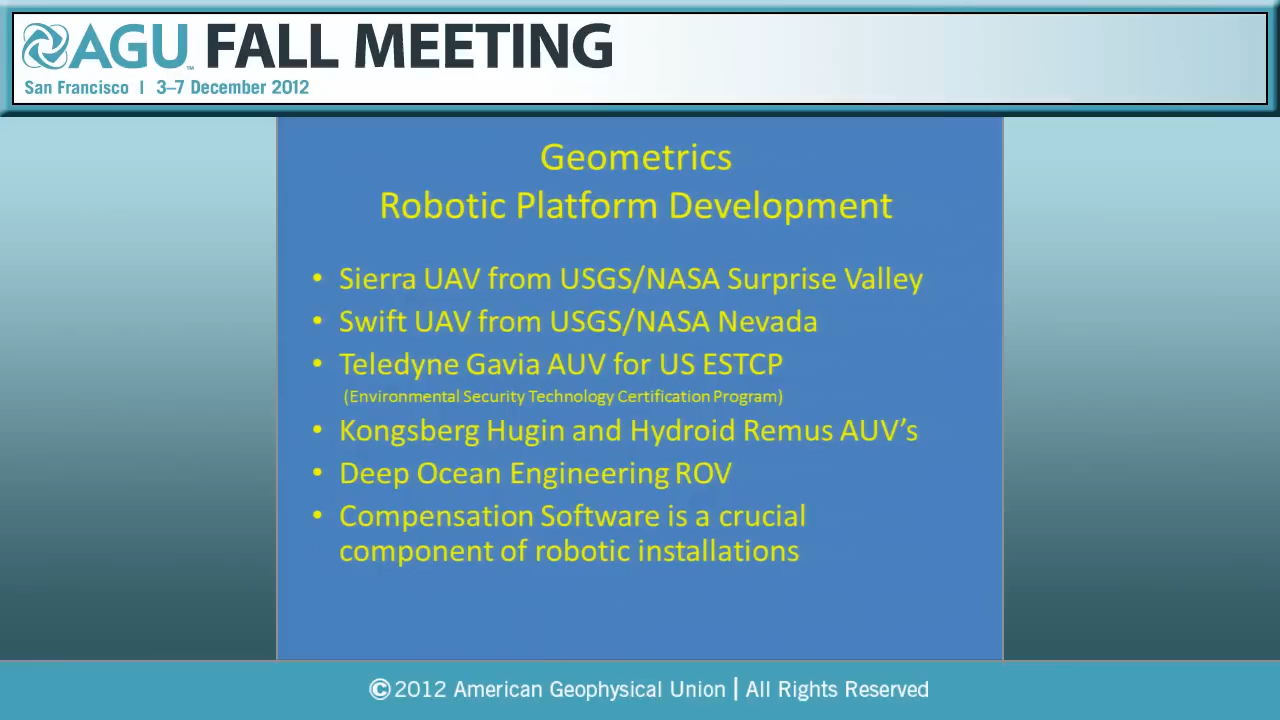 AGU™ FALL MEETING
San Francisco | 3–7 December 2012
Geometrics
Robotic Platform Development
• Sierra UAV from USGS/NASA Surprise Valley
• Swift UAV from USGS/NASA Nevada
• Teledyne Gavia AUV for US ESTCP
(Environmental Security Technology Certification Program)
• Kongsberg Hugin and Hydroid Remus AUV’s
• Deep Ocean Engineering ROV
• Compensation Software is a crucial
component of robotic installations
©2012 American Geophysical Union | All Rights Reserved